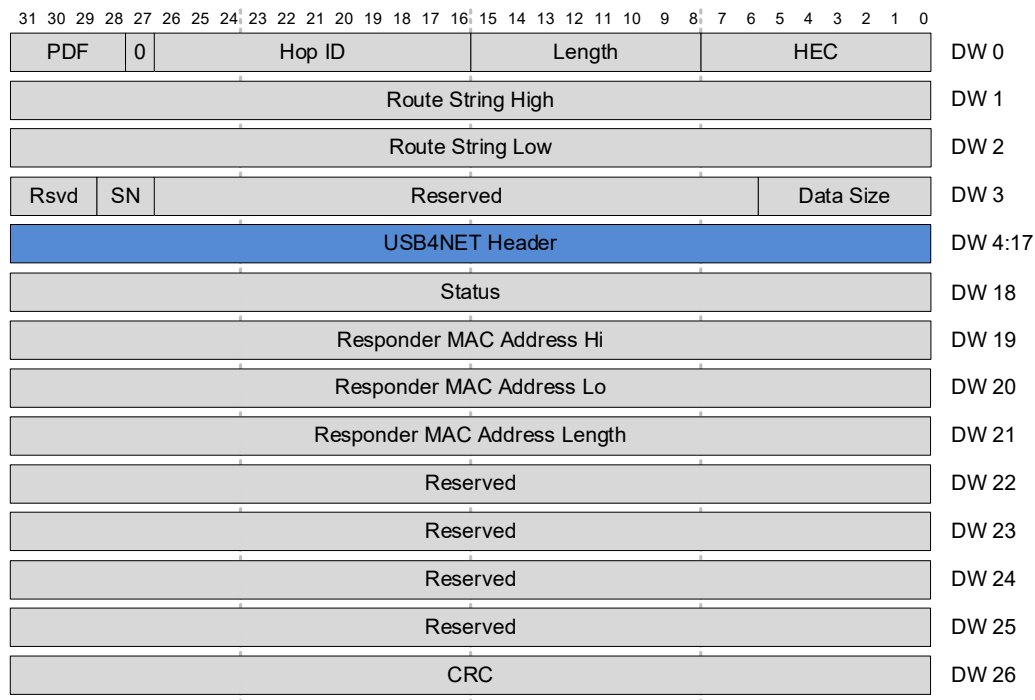 31 30 29 28 27 26 25 24 23 22 21 20 19 18 17 16 15 14 13 12 11 10 9 8 7 6 5 4 3 2 1 0
PDF 0 Hop ID Length HEC DW 0
Route String High DW 1
Route String Low DW 2
Rsvd SN Reserved Data Size DW 3
USB4NET Header DW 4:17
Status DW 18
Responder MAC Address Hi DW 19
Responder MAC Address Lo DW 20
Responder MAC Address Length DW 21
Reserved DW 22
Reserved DW 23
Reserved DW 24
Reserved DW 25
CRC DW 26